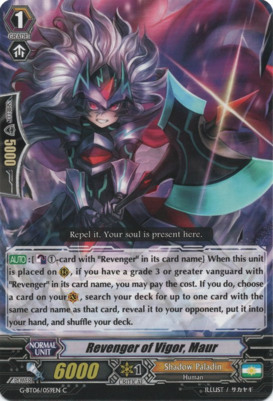 1
GRADE
5000
Repel it. Your soul is present here.
AUTO: [ 1 -card with "Revenger" in its card name] When this unit
is placed on , if you have a grade 3 or greater vanguard with
"Revenger" in its card name, you may pay the cost. If you do, choose
a card on your , search your deck for up to one card with the
same card name as that card, reveal it to your opponent, put it into
your hand, and shuffle your deck.
NORMAL UNIT
Revenger of Vigor, Maur
6000
1
CRITICAL
Shadow Paladin
Human
G-BT06/059EN C
ILLUST /